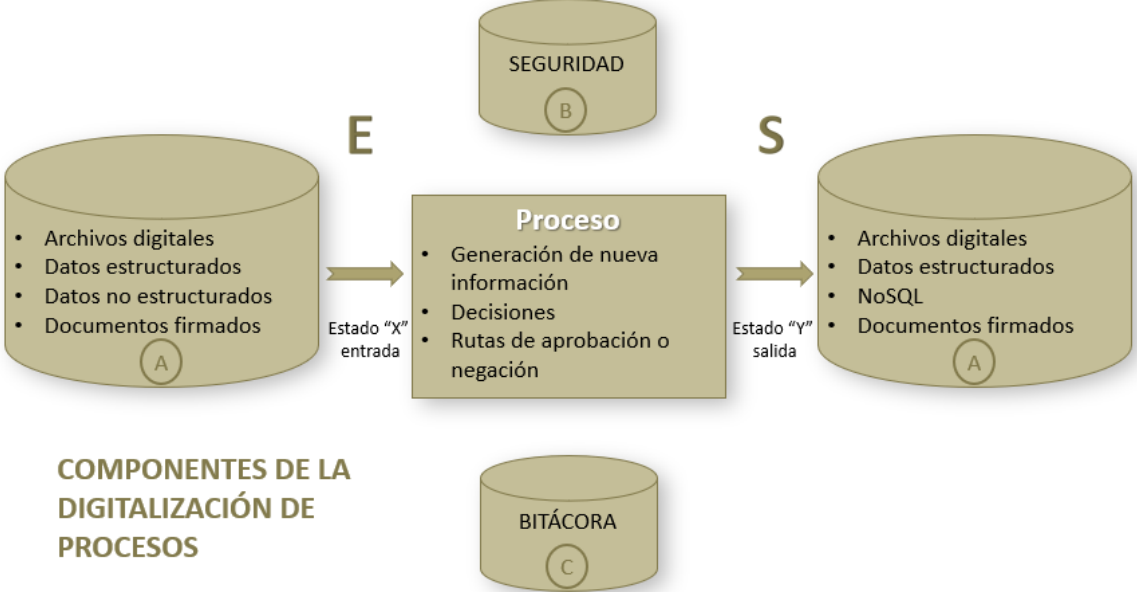 SEGURIDAD
B
E
S
• Archivos digitales
• Datos estructurados
• Datos no estructurados
• Documentos firmados
A
Estado “X”
entrada
Proceso
• Generación de nueva
información
• Decisiones
• Rutas de aprobación o
negación
Estado “Y”
salida
• Archivos digitales
• Datos estructurados
• NoSQL
• Documentos firmados
A
COMPONENTES DE LA
DIGITALIZACIÓN DE
PROCESOS
BITÁCORA
C